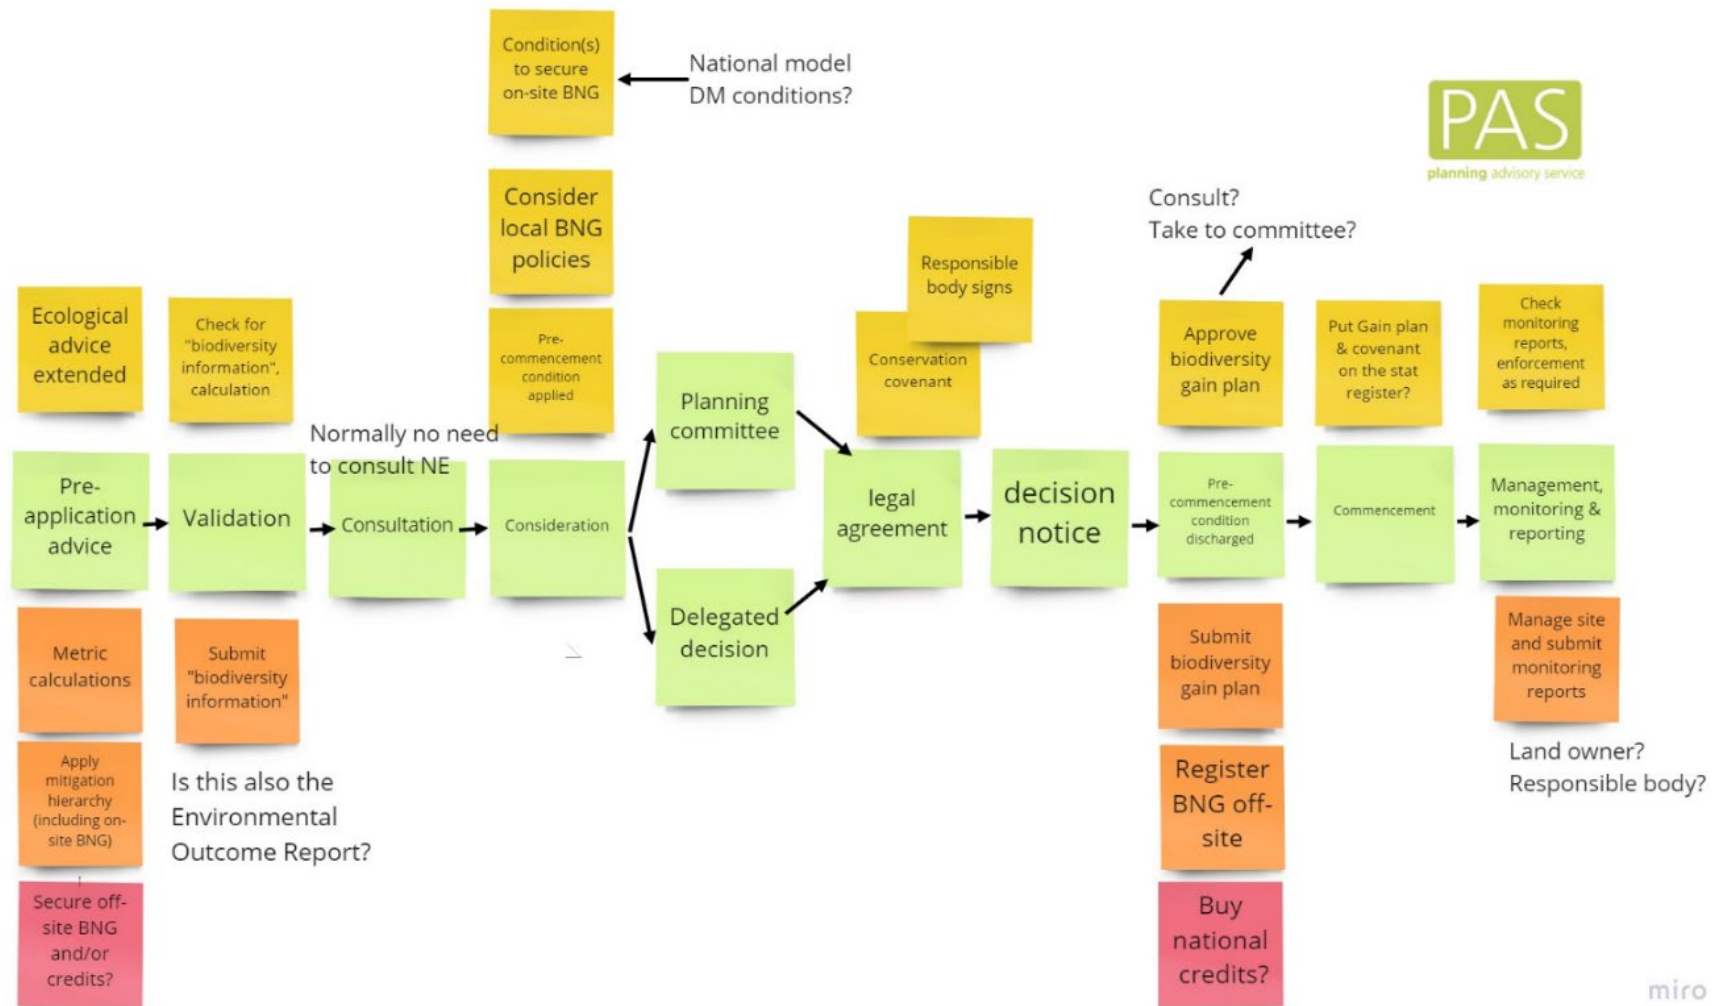 Condition(s)
to secure
on-site BNG
National model
DM conditions?
PAS
planning advisory service
Consider
local BNG
policies
Consult?
Take to committee?
Responsible
body signs
Ecological
advice
extended
Check for
"biodiversity
information",
calculation
Pre-
commencement
condition
applied
Conservation
covenant
Approve
biodiversity
gain plan
Put Gain plan
& covenant
on the stat
register?
Check
monitoring
reports,
enforcement
as required
Normally no need
to consult NE
Planning
committee
Pre-
application
advice
Validation
Consultation
Consideration
legal
agreement
decision
notice
Pre-
commencement
condition
discharged
Commencement
Management,
monitoring &
reporting
Delegated
decision
Metric
calculations
Submit
"biodiversity
information"
Submit
biodiversity
gain plan
Manage site
and submit
monitoring
reports
Apply
mitigation
hierarchy
(including on-
site BNG)
Is this also the
Environmental
Outcome Report?
Register
BNG off-
site
Land owner?
Responsible body?
Secure off-
site BNG
and/or
credits?
Buy
national
credits?
miro